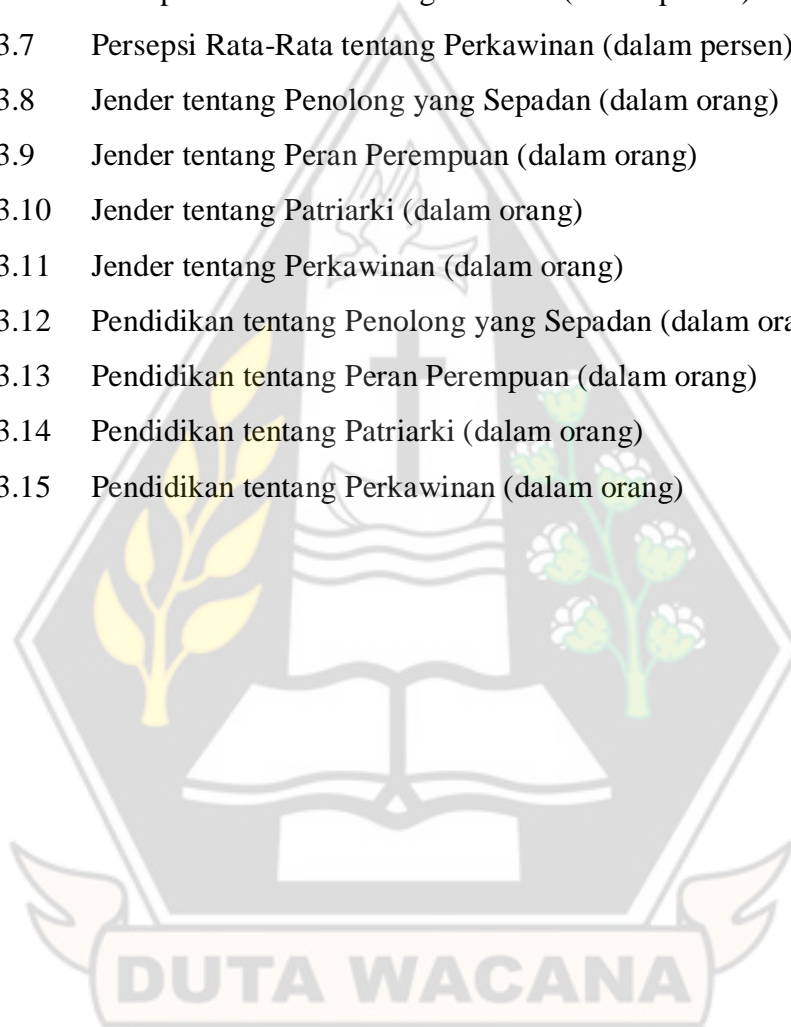 3.7 Persepsi Rata-Rata tentang Perkawinan (dalam persen)
3.8 Jender tentang Penolong yang Sepadan (dalam orang)
3.9 Jender tentang Peran Perempuan (dalam orang)
3.10 Jender tentang Patriarki (dalam orang)
3.11 Jender tentang Perkawinan (dalam orang)
3.12 Pendidikan tentang Penolong yang Sepadan (dalam ora
3.13 Pendidikan tentang Peran Perempuan (dalam orang)
3.14 Pendidikan tentang Patriarki (dalam orang)
3.15 Pendidikan tentang Perkawinan (dalam orang)
DUTA WACANA